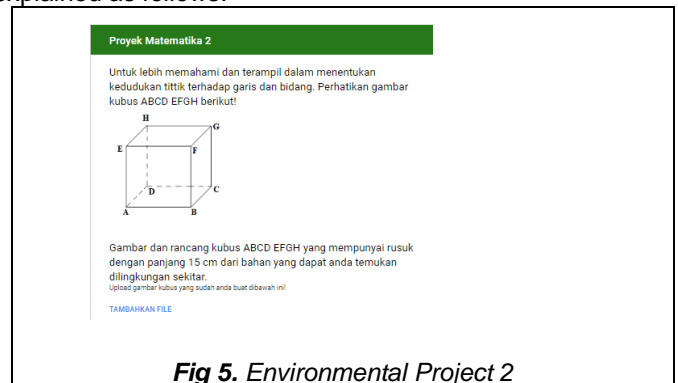 explained as follows:
Proyek Matematika 2
Untuk lebih memahami dan terampil dalam menentukan
kedudukan tittik terhadap garis dan bidang. Perhatikan gambar
kubus ABCD EFGH berikut!
H
G
E
F
D
C
A
B
Gambar dan rancang kubus ABCD EFGH yang mempunyai rusuk
dengan panjang 15 cm dari bahan yang dapat anda temukan
dilingkungan sekitar.
Upload gambar kubus yang sudah anda buat dibawah ini!
TAMBAHKAN FILE
Fig 5. Environmental Project 2